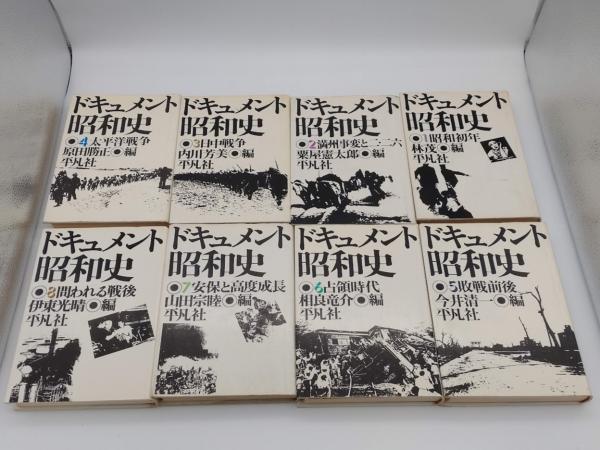 ドキュメント
昭和史
●4太平洋戦争
原田勝正●編
平凡社
ドキュメント
昭和史
●3日中戦争
内川芳美●編
平凡社
ドキュメント
昭和史
●2満州事変と二・二六
粟屋憲太郎●編
平凡社
ドキュメント
昭和史
●1昭和初年
林茂●編
平凡社
ドキュメント
昭和史
●8問われる戦後
伊東光晴●編
平凡社
ドキュメント
昭和史
●7安保と高度成長
山田宗睦●編
平凡社
ドキュメント
昭和史
●6占領時代
相良竜介●編
平凡社
ドキュメント
昭和史
●5敗戦前後
今井清一●編
平凡社